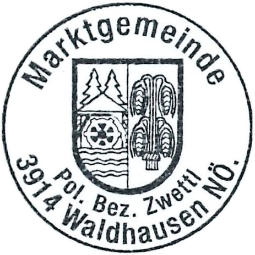 Marktgemeinde
Pol. Bez. Zwettl
3914 Waldhausen NÖ.